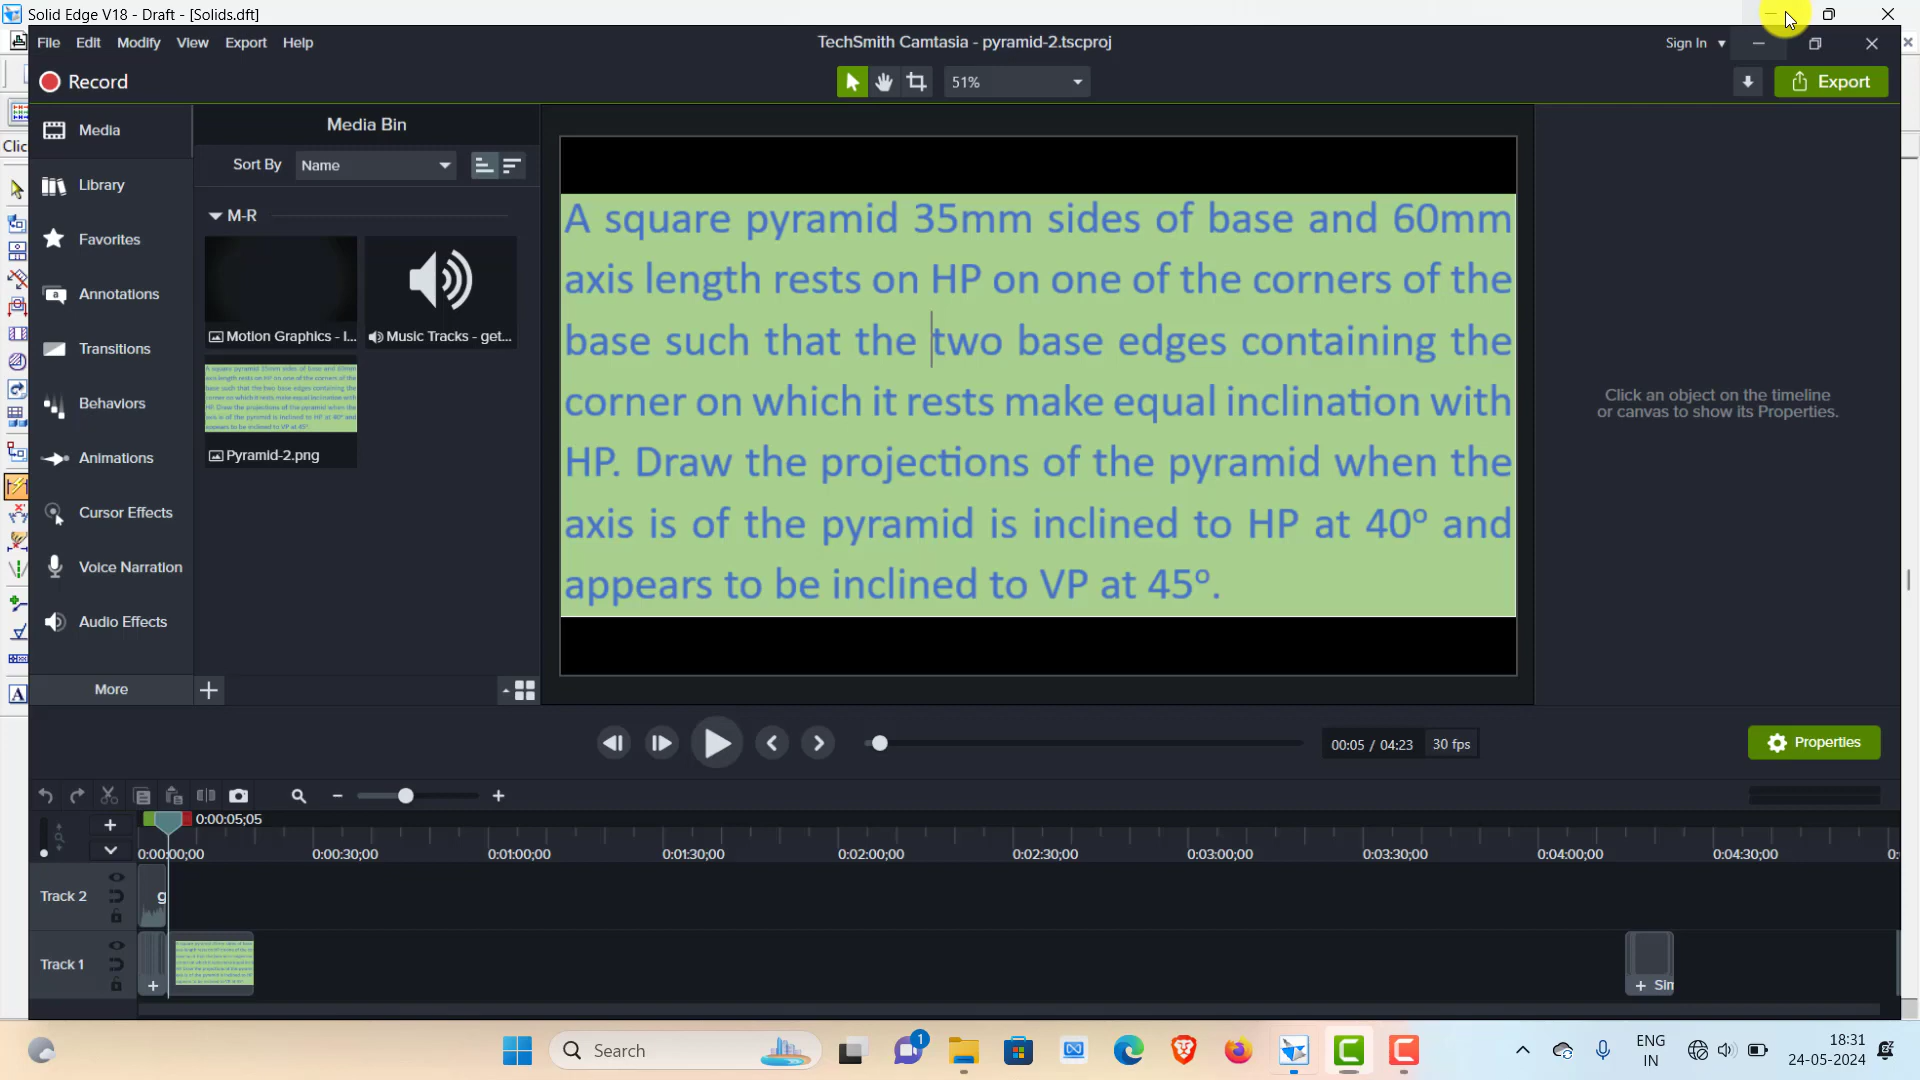 Solid Edge V18 - Draft - [Solids.dft]
File Edit Modify View Export Help
TechSmith Camtasia - pyramid-2.tscproj
Sign In
Record
51%
Export
Clic
Media
Library
Favorites
Annotations
Transitions
Behaviors
Animations
Cursor Effects
Voice Narration
Audio Effects
More
Media Bin
Sort By Name
M-R
Motion Graphics - I...
Music Tracks - get...
Pyramid-2.png
A square pyramid 35mm sides of base and 60mm
axis length rests on HP on one of the corners of the
base such that the two base edges containing the
corner on which it rests make equal inclination with
HP. Draw the projections of the pyramid when the
axis is of the pyramid is inclined to HP at 40º and
appears to be inclined to VP at 45º.
Click an object on the timeline
or canvas to show its Properties.
00:05 / 04:23 30 fps
Properties
0:00:05;05
0:00:00;00 0:00:30;00 0:01:00;00 0:01:30;00 0:02:00;00 0:02:30;00 0:03:00;00 0:03:30;00 0:04:00;00 0:04:30;00 0:
Track 2
g
Track 1
Sim
Search
1
ENG
IN
18:31
24-05-2024